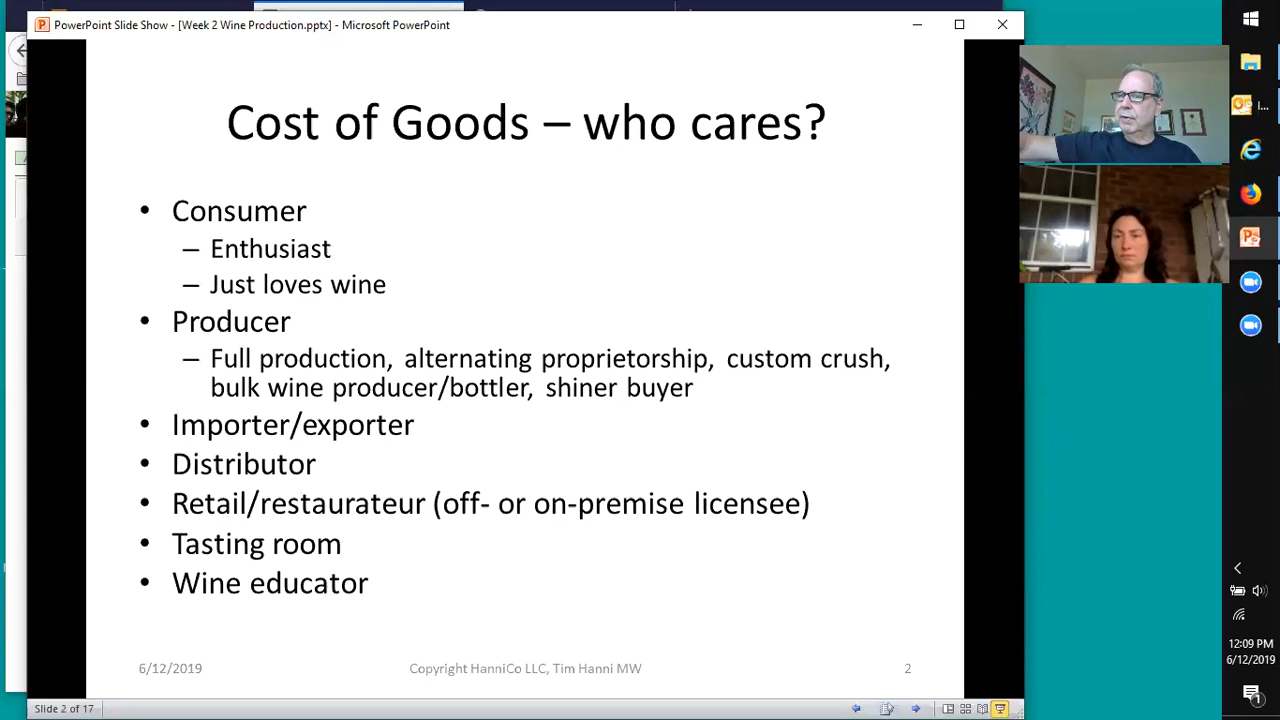 PowerPoint Slide Show - [Week 2 Wine Production.pptx] - Microsoft PowerPoint
Cost of Goods – who cares?
• Consumer
– Enthusiast
– Just loves wine
• Producer
– Full production, alternating proprietorship, custom crush,
bulk wine producer/bottler, shiner buyer
• Importer/exporter
• Distributor
• Retail/restaurateur (off- or on-premise licensee)
• Tasting room
• Wine educator
6/12/2019 Copyright HanniCo LLC, Tim Hanni MW 2
Slide 2 of 17
12:09 PM
6/12/2019
1